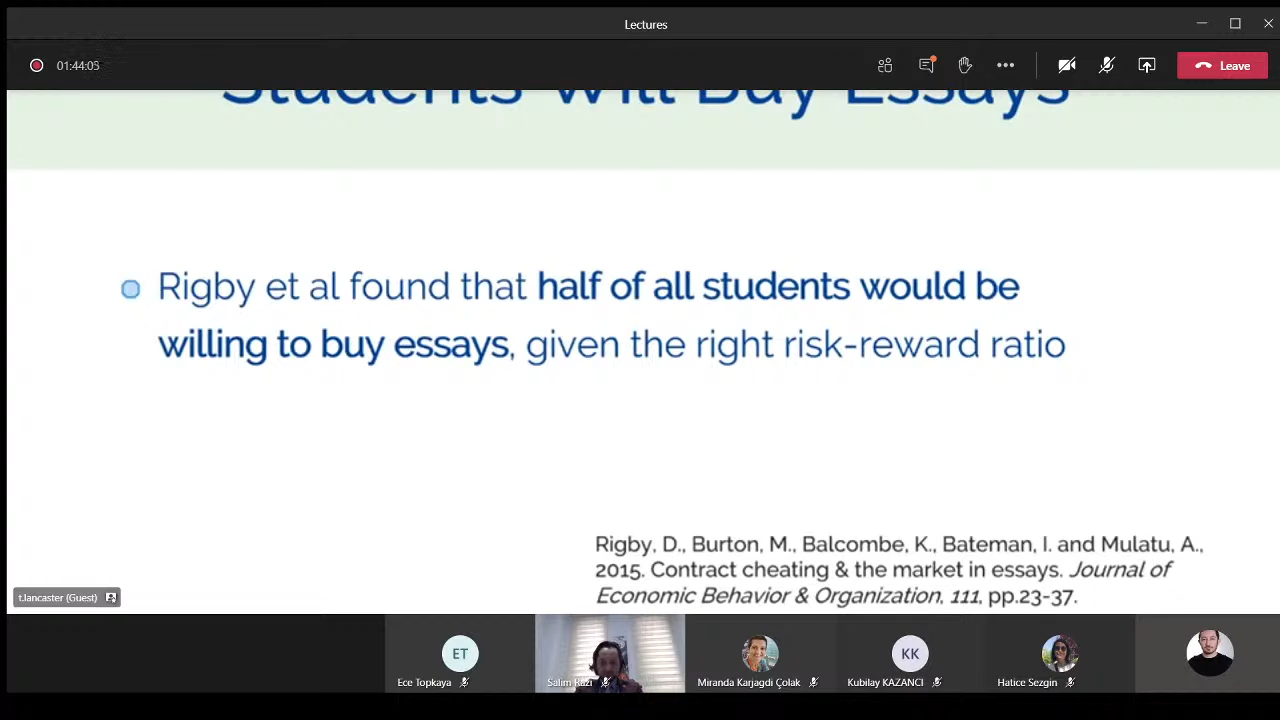 Lectures
01:44:03
Leave
Students Will Buy Essays
Rigby et al found that half of all students would be
willing to buy essays, given the right risk-reward ratio
Rigby, D., Burton, M., Balcombe, K., Bateman, I. and Mulatu, A.,
2015. Contract cheating & the market in essays. Journal of
Economic Behavior & Organization, 111, pp.23-37.
t.lancaster (Guest)
ET
KK
Ece Topkaya
Salim Razı
Miranda Karjagdi Çolak
Kubilay KAZANCI
Hatice Sezgin